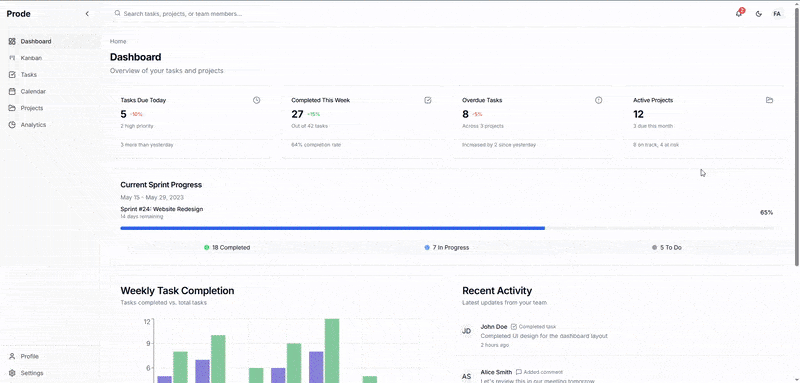 Prode
Search tasks, projects, or team members...
2
FA
Dashboard
Kanban
Tasks
Calendar
Projects
Analytics
Profile
Settings
Home
Dashboard
Overview of your tasks and projects
Tasks Due Today
5 -10%
2 high priority
3 more than yesterday
Completed This Week
27 +15%
Out of 42 tasks
64% completion rate
Overdue Tasks
8 -5%
Across 3 projects
Increased by 2 since yesterday
Active Projects
12
3 due this month
8 on track, 4 at risk
Current Sprint Progress
May 15 - May 29, 2023
Sprint #24: Website Redesign
14 days remaining
65%
18 Completed
7 In Progress
5 To Do
Weekly Task Completion
Tasks completed vs. total tasks
12
9
6
Recent Activity
Latest updates from your team
JD
John Doe Completed task
Completed UI design for the dashboard layout
2 hours ago
AS
Alice Smith Added comment
Let's review this in our meeting tomorrow